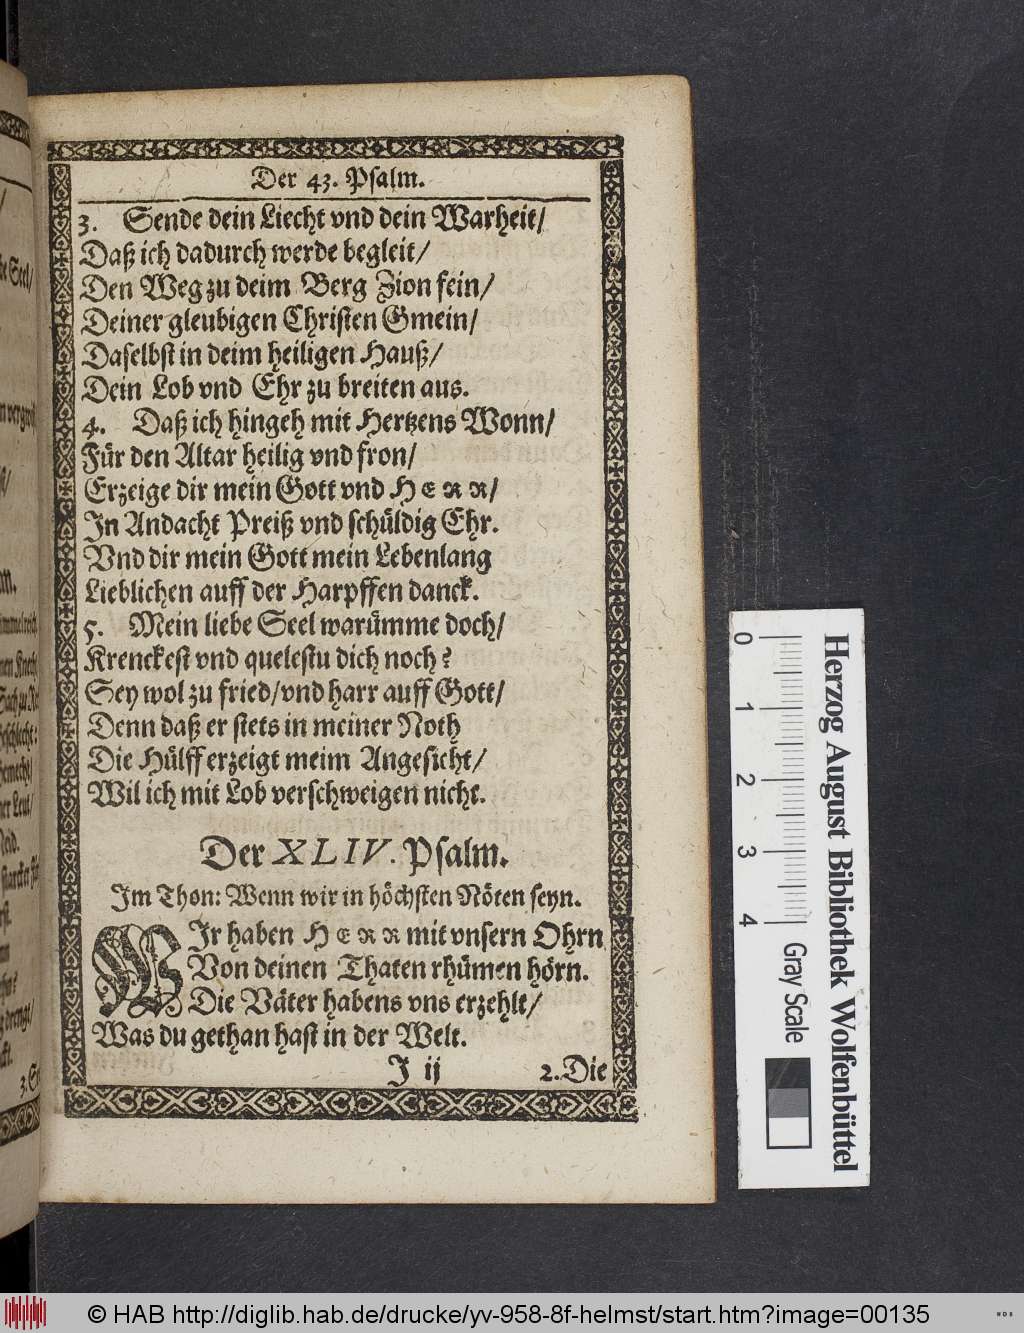 Der 43. Psalm.
3. Sende dein Liecht vnd dein Warheit/
Daß ich dadurch werde begleit/
Den Weg zu deim Berg Zion fein/
Deiner gleubigen Christen Gmein/
Daselbst in deim heiligen Hauß/
Dein Lob vnd Ehr zu breiten aus.
4. Daß ich hingeh mit Hertzens Wonn/
Für den Altar heilig vnd fron/
Erzeige dir mein Gott vnd HERR/
In Andacht Preiß vnd schüldig Ehr.
Vnd dir mein Gott mein Lebenlang
Lieblichen auff der Harpffen danck.
5. Mein liebe Seel warümme doch/
Krenckest vnd quelestu dich noch?
Sey wol zu fried/vnd harr auff Gott/
Denn daß er stets in meiner Noth
Die Hülff erzeigt meim Angesicht/
Wil ich mit Lob verschweigen nicht.
Der XLIV. Psalm.
Im Thon: Wenn wir in höchsten Nöten seyn.
WIr haben HERR mit vnsern Ohrn
Von deinen Thaten rhümen hörn.
Die Väter habens vns erzehlt/
Was du gethan hast in der Welt.
J ij 2. Die
Herzog August Bibliothek Wolfenbüttel
0 1 2 3 4 Gray Scale
© HAB http://diglib.hab.de/drucke/yv-958-8f-helmst/start.htm?image=00135